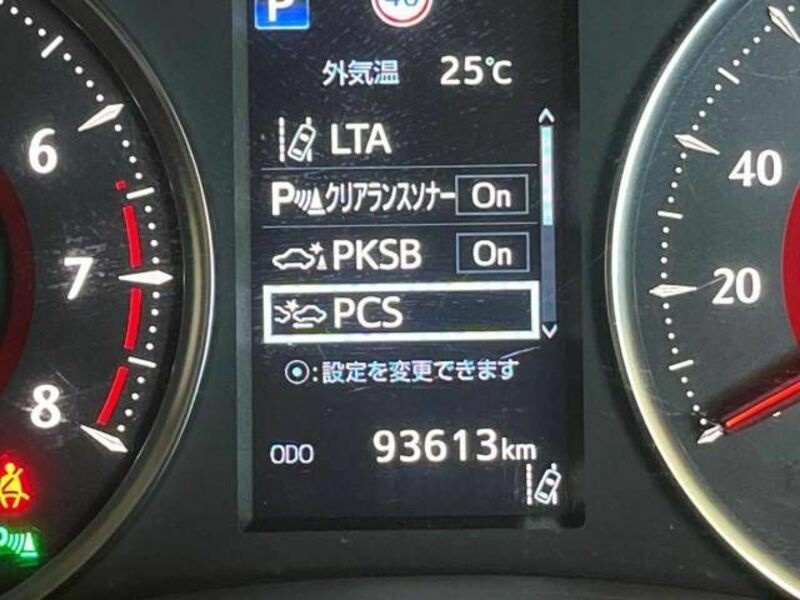 P
外気温 25℃
LTA
P クリアランスソナー On
PKSB On
PCS
⦿:設定を変更できます
ODO 93613km
6
7
8
40
20